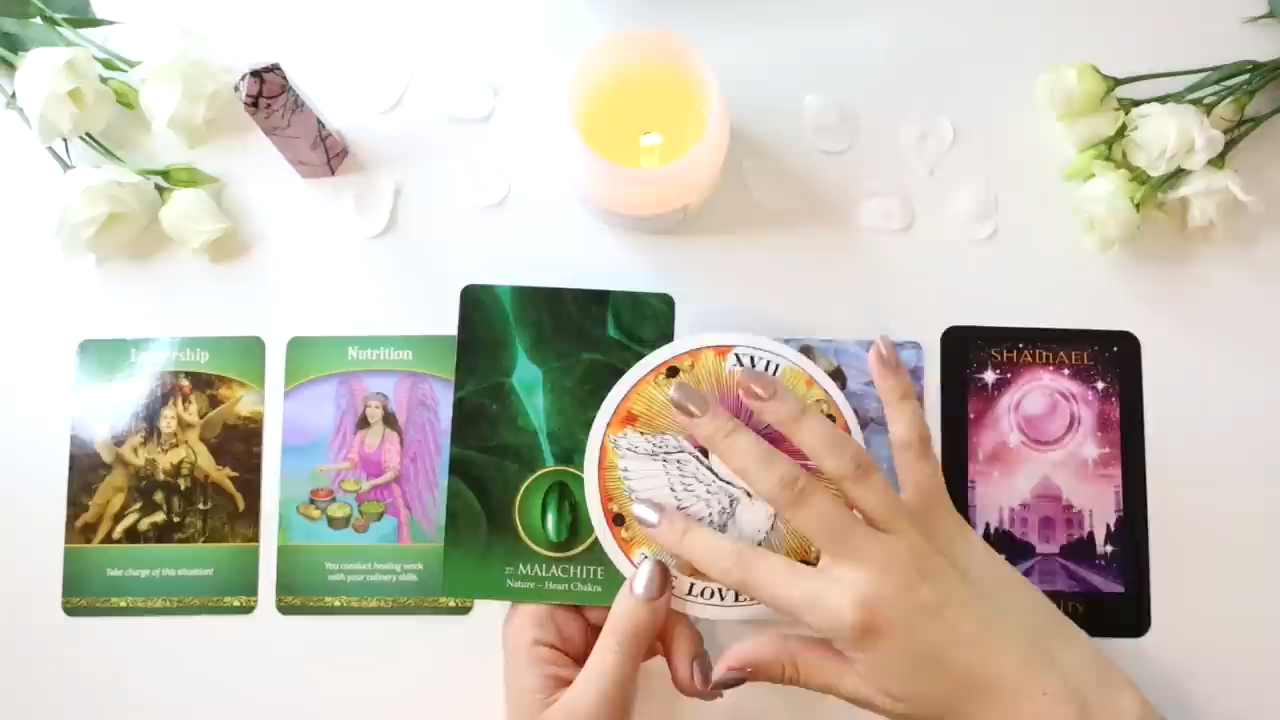 Nutrition
You conduct healing work
with your culinary skills.
Take charge of this situation!
27. MALACHITE
Nature ~ Heart Chakra
XVII
SHAMAEL